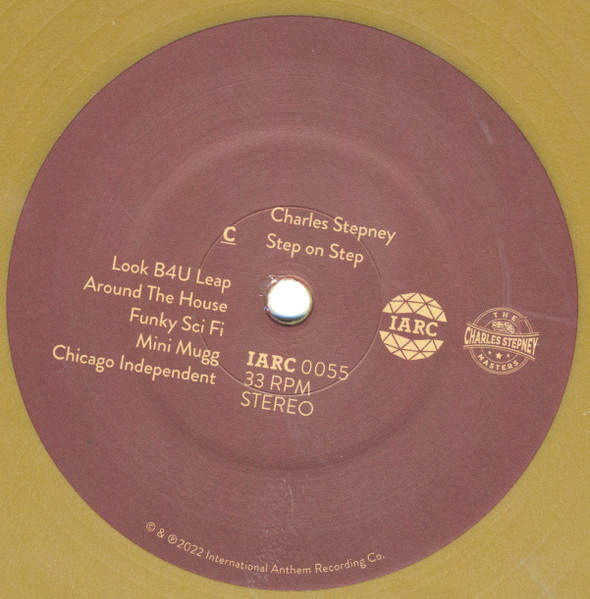 Charles Stepney
Step on Step
C
Look B4U Leap
Around The House
Funky Sci Fi
Mini Mugg
Chicago Independent
IARC 0055
33 RPM
STEREO
IARC
THE
CHARLES STEPNEY
MASTERS
© & ℗ 2022 International Anthem Recording Co.